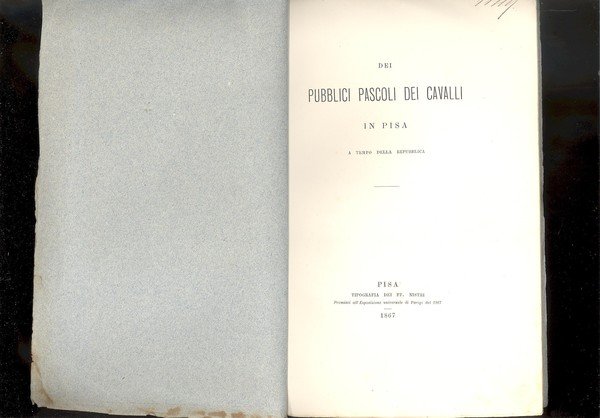 DEI
PUBBLICI PASCOLI DEI CAVALLI
IN PISA
A TEMPO DELLA REPUBBLICA
PISA
TIPOGRAFIA DEI FF. NISTRI
Premiati all'Esposizione universale di Parigi del 1867
1867